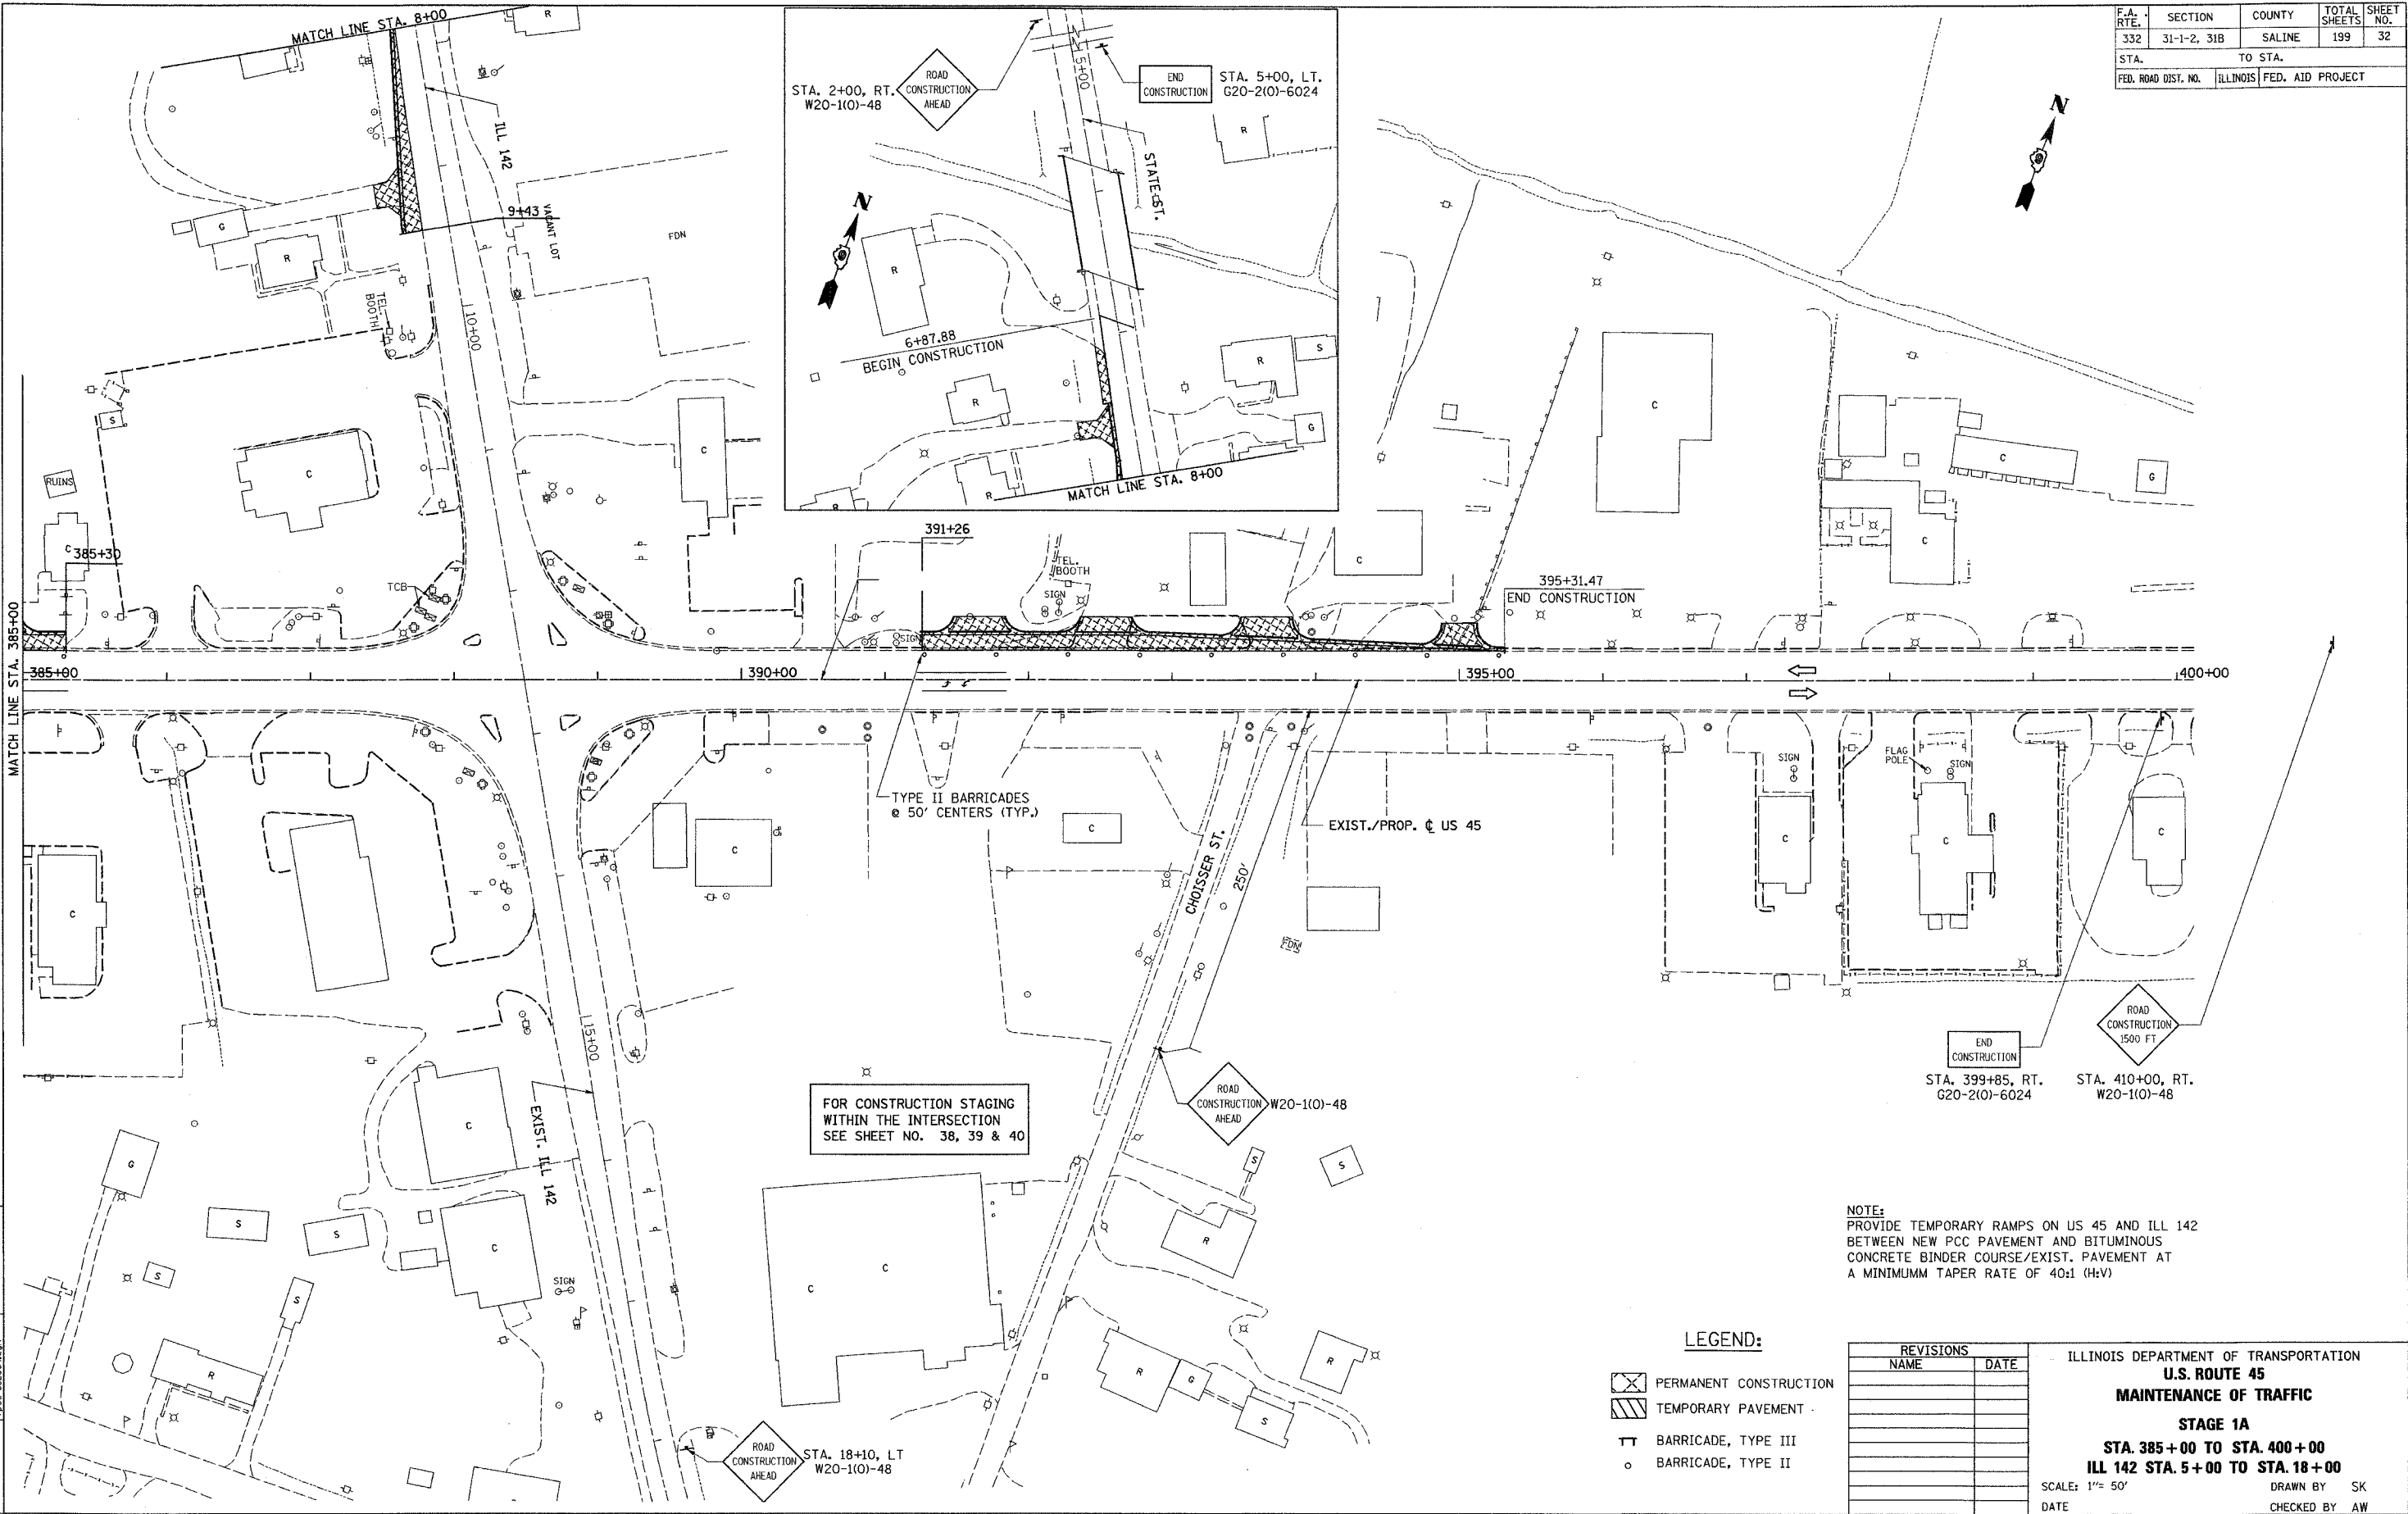 F.A. RTE. SECTION COUNTY TOTAL SHEETS SHEET NO.
332 31-1-2, 31B SALINE 199 32
STA. TO STA.
FED. ROAD DIST. NO. ILLINOIS FED. AID PROJECT
MATCH LINE STA. 8+00
R
ILL 142
9+43
VACANT LOT
FDN
G
R
TEL. BOOTH
10+00
S
RUINS
C
C
C
385+30
TCB
MATCH LINE STA. 385+00
385+00
STA. 2+00, RT.
W20-1(O)-48
ROAD
CONSTRUCTION
AHEAD
5+00
END
CONSTRUCTION
STA. 5+00, LT.
G20-2(O)-6024
R
STATE ST.
N
R
6+87.88
BEGIN CONSTRUCTION
R
R
S
G
R
R
MATCH LINE STA. 8+00
N
C
C
G
C
C
391+26
TEL.
BOOTH
SIGN
SIGN
395+31.47
END CONSTRUCTION
390+00
395+00
400+00
TYPE II BARRICADES
@ 50' CENTERS (TYP.)
EXIST./PROP. ℄ US 45
CHOISSER ST.
250'
C
C
C
FDN
SIGN
FLAG
POLE
SIGN
C
C
C
END
CONSTRUCTION
STA. 399+85, RT.
G20-2(O)-6024
ROAD
CONSTRUCTION
1500 FT
STA. 410+00, RT.
W20-1(O)-48
15+00
EXIST. ILL 142
FOR CONSTRUCTION STAGING
WITHIN THE INTERSECTION
SEE SHEET NO. 38, 39 & 40
ROAD
CONSTRUCTION
AHEAD
W20-1(O)-48
G
S
S
S
S
R
C
C
SIGN
C
C
S
S
R
R
G
S
R
ROAD
CONSTRUCTION
AHEAD
STA. 18+10, LT
W20-1(O)-48
NOTE:
PROVIDE TEMPORARY RAMPS ON US 45 AND ILL 142
BETWEEN NEW PCC PAVEMENT AND BITUMINOUS
CONCRETE BINDER COURSE/EXIST. PAVEMENT AT
A MINIMUMM TAPER RATE OF 40:1 (H:V)
LEGEND:
PERMANENT CONSTRUCTION
TEMPORARY PAVEMENT
BARRICADE, TYPE III
BARRICADE, TYPE II
REVISIONS
NAME DATE
ILLINOIS DEPARTMENT OF TRANSPORTATION
U.S. ROUTE 45
MAINTENANCE OF TRAFFIC
STAGE 1A
STA. 385+00 TO STA. 400+00
ILL 142 STA. 5+00 TO STA. 18+00
SCALE: 1"= 50' DRAWN BY SK
DATE CHECKED BY AW